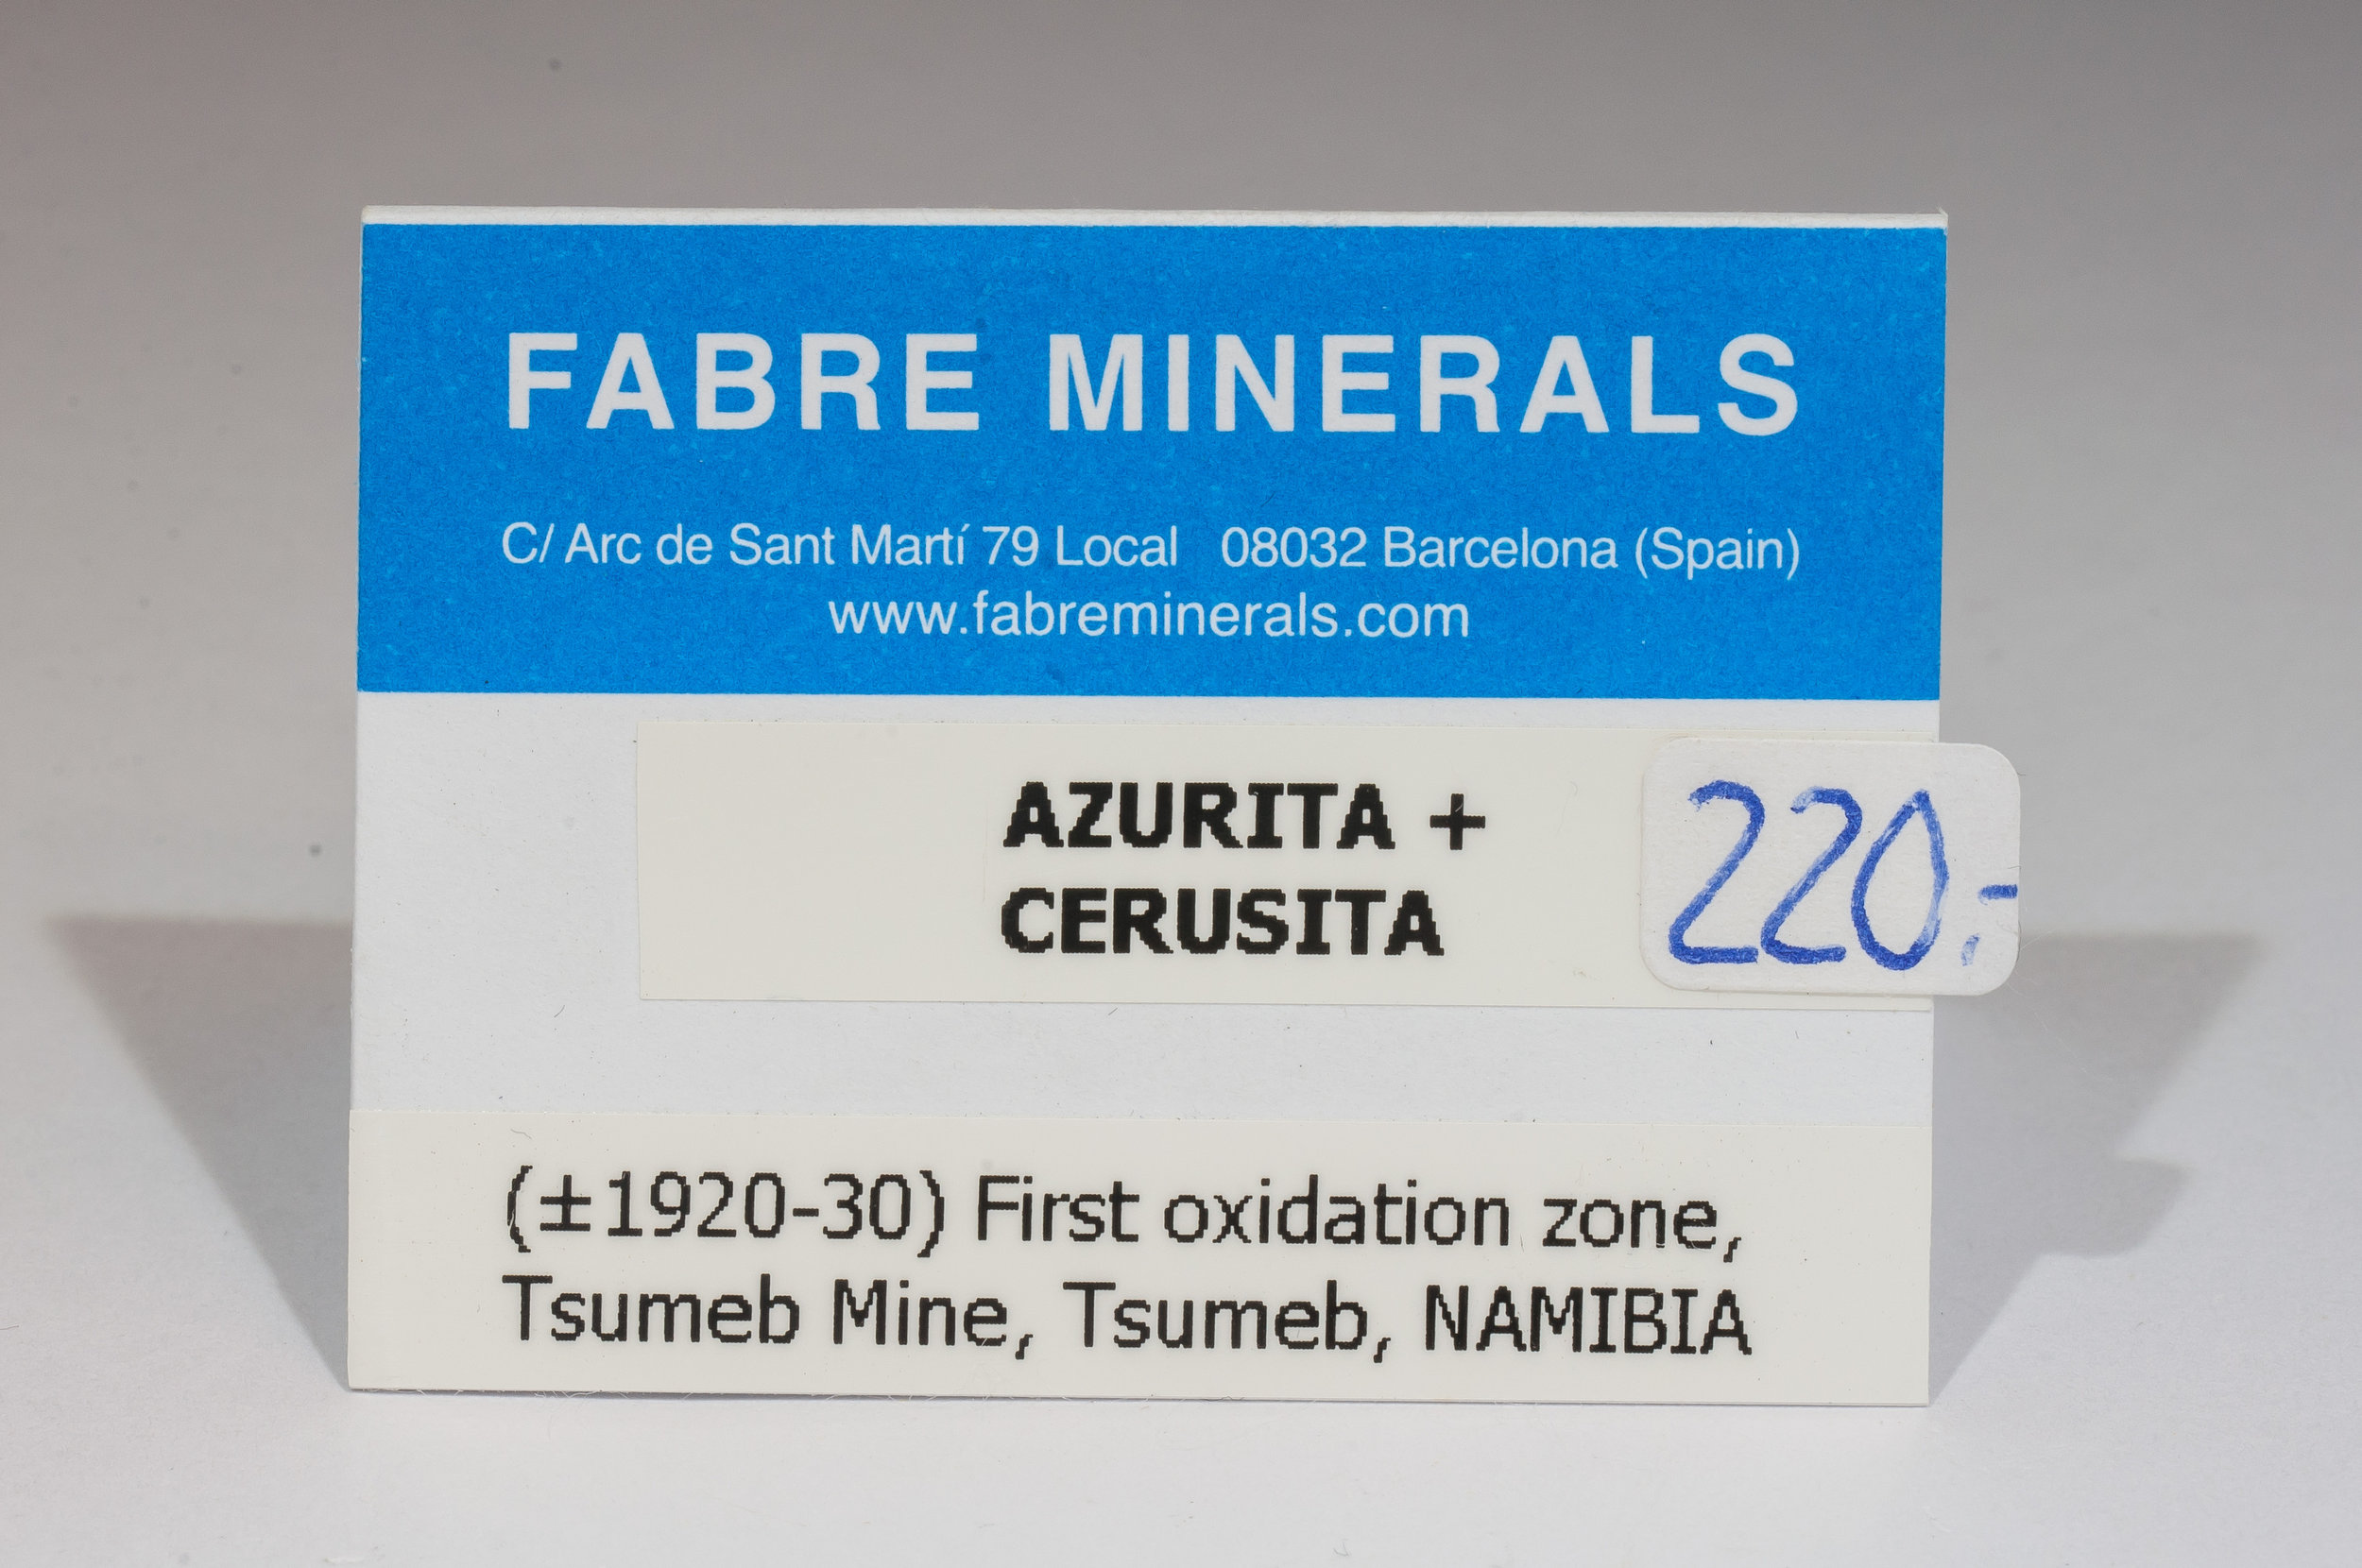 FABRE MINERALS
C/ Arc de Sant Martí 79 Local 08032 Barcelona (Spain)
www.fabreminerals.com
AZURITA +
CERUSITA
220.-
(±1920-30) First oxidation zone,
Tsumeb Mine, Tsumeb, NAMIBIA